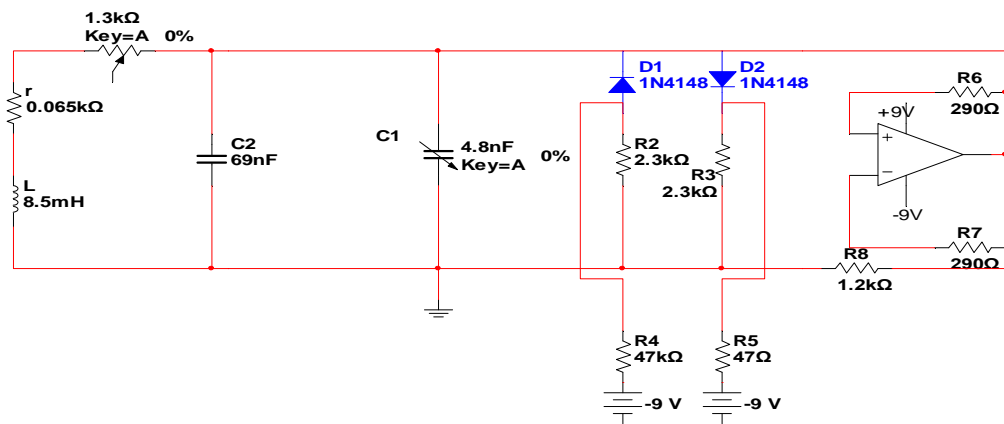 1.3kΩ
Key=A 0%
r
0.065kΩ
L
8.5mH
C2
69nF
C1
4.8nF
Key=A
0%
D1
1N4148
D2
1N4148
R2
2.3kΩ
R3
2.3kΩ
R4
47kΩ
-9 V
R5
47Ω
-9 V
R6
290Ω
+9V
+
−
-9V
R7
290Ω
R8
1.2kΩ